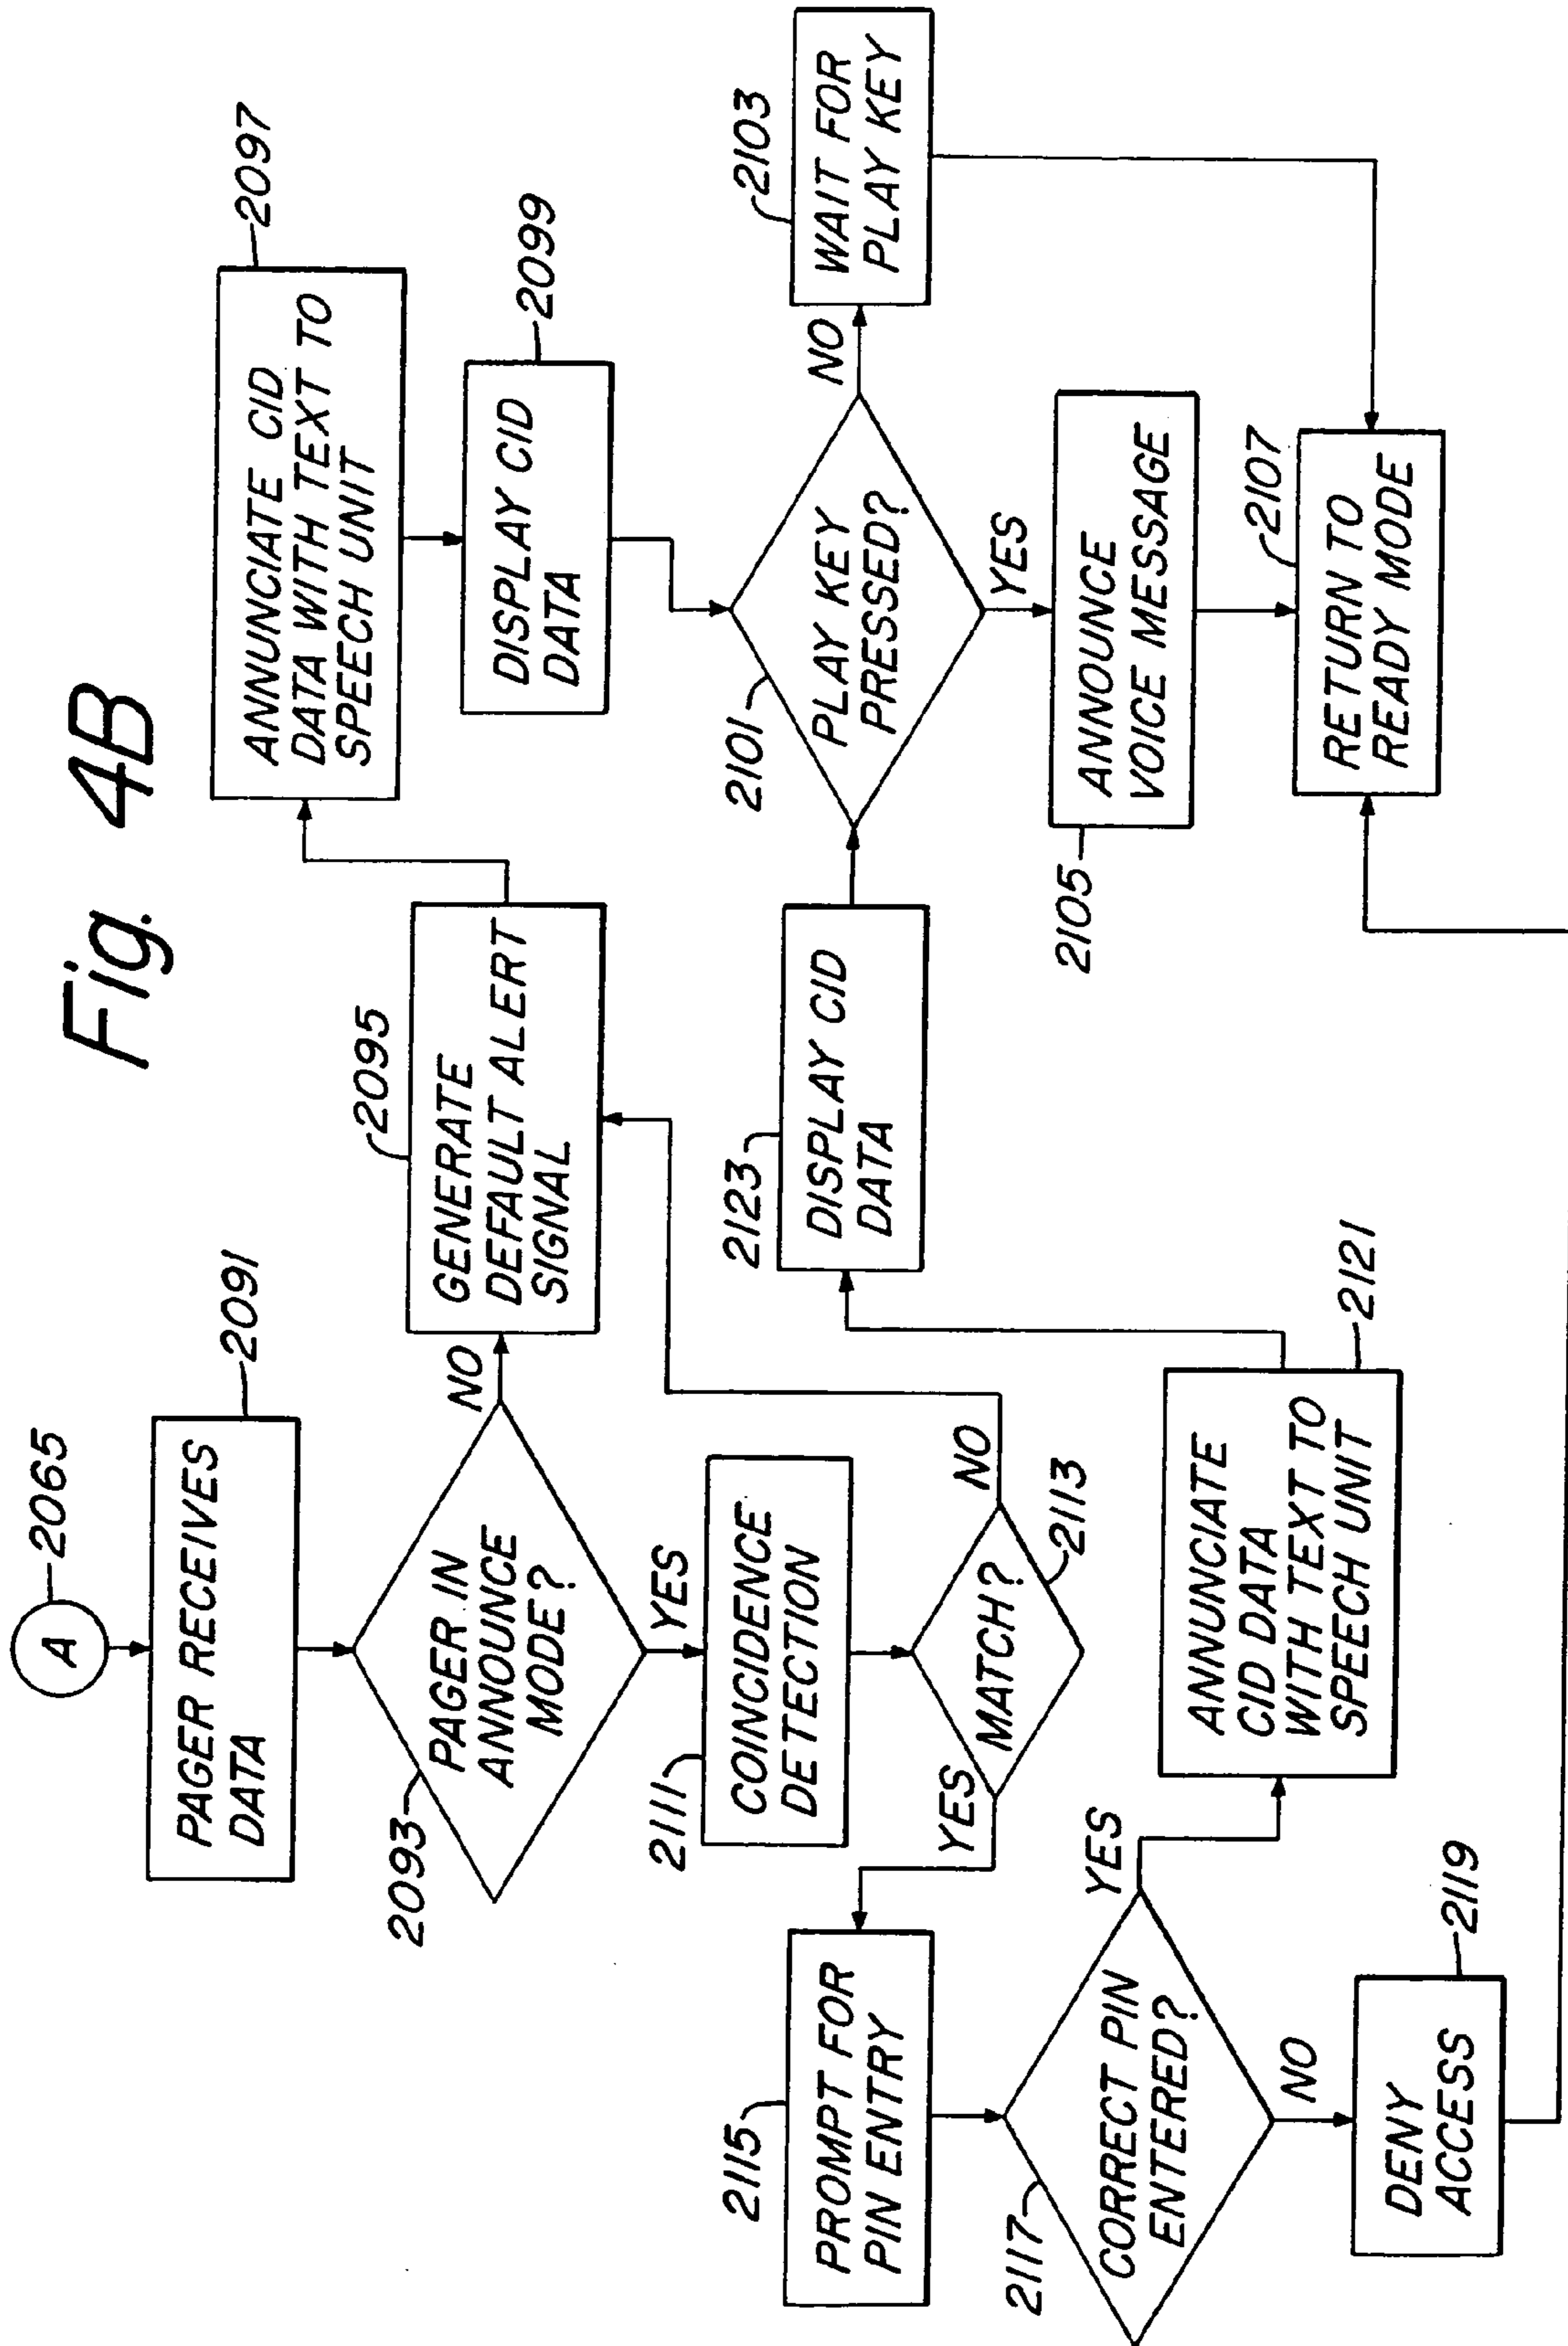 Fig. 4B
A
2065
PAGER RECEIVES
DATA
2091
PAGER IN
ANNOUNCE
MODE?
2093
NO
YES
GENERATE
DEFAULT ALERT
SIGNAL
2095
ANNUNCIATE CID
DATA WITH TEXT TO
SPEECH UNIT
2097
DISPLAY CID
DATA
2099
COINCIDENCE
DETECTION
2111
MATCH?
2113
YES
NO
PROMPT FOR
PIN ENTRY
2115
CORRECT PIN
ENTERED?
2117
YES
NO
DENY
ACCESS
2119
ANNUNCIATE
CID DATA
WITH TEXT TO
SPEECH UNIT
2121
DISPLAY CID
DATA
2123
PLAY KEY
PRESSED?
2101
NO
YES
WAIT FOR
PLAY KEY
2103
ANNOUNCE
VOICE MESSAGE
2105
RETURN TO
READY MODE
2107